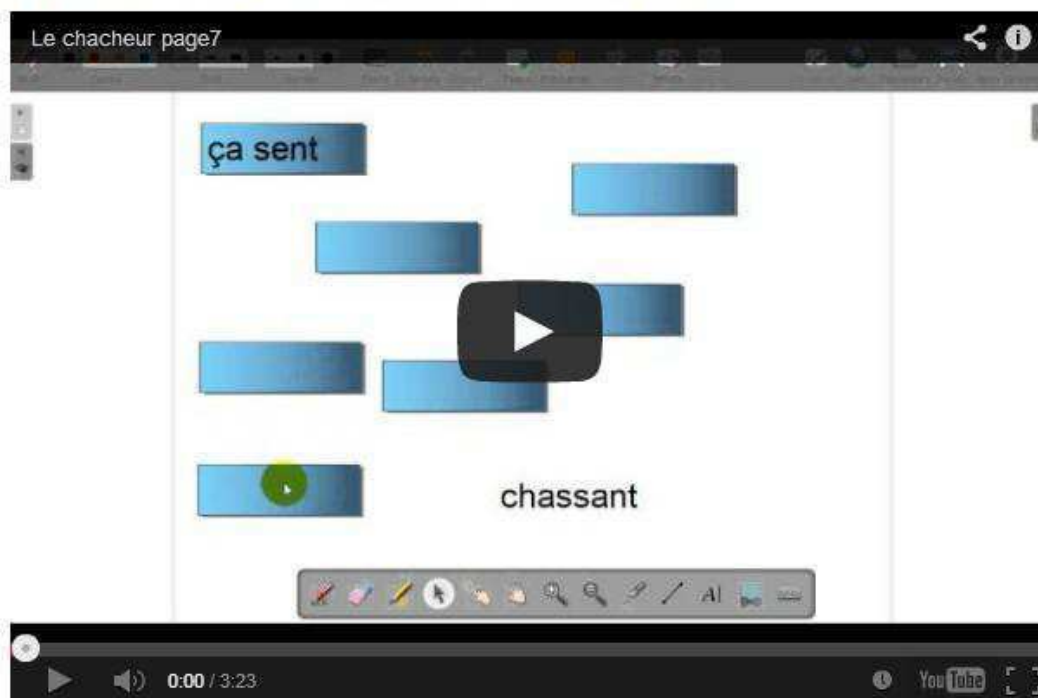 Le chacheur page7
ça sent
chassant
A
0:00 / 3:23
YouTube